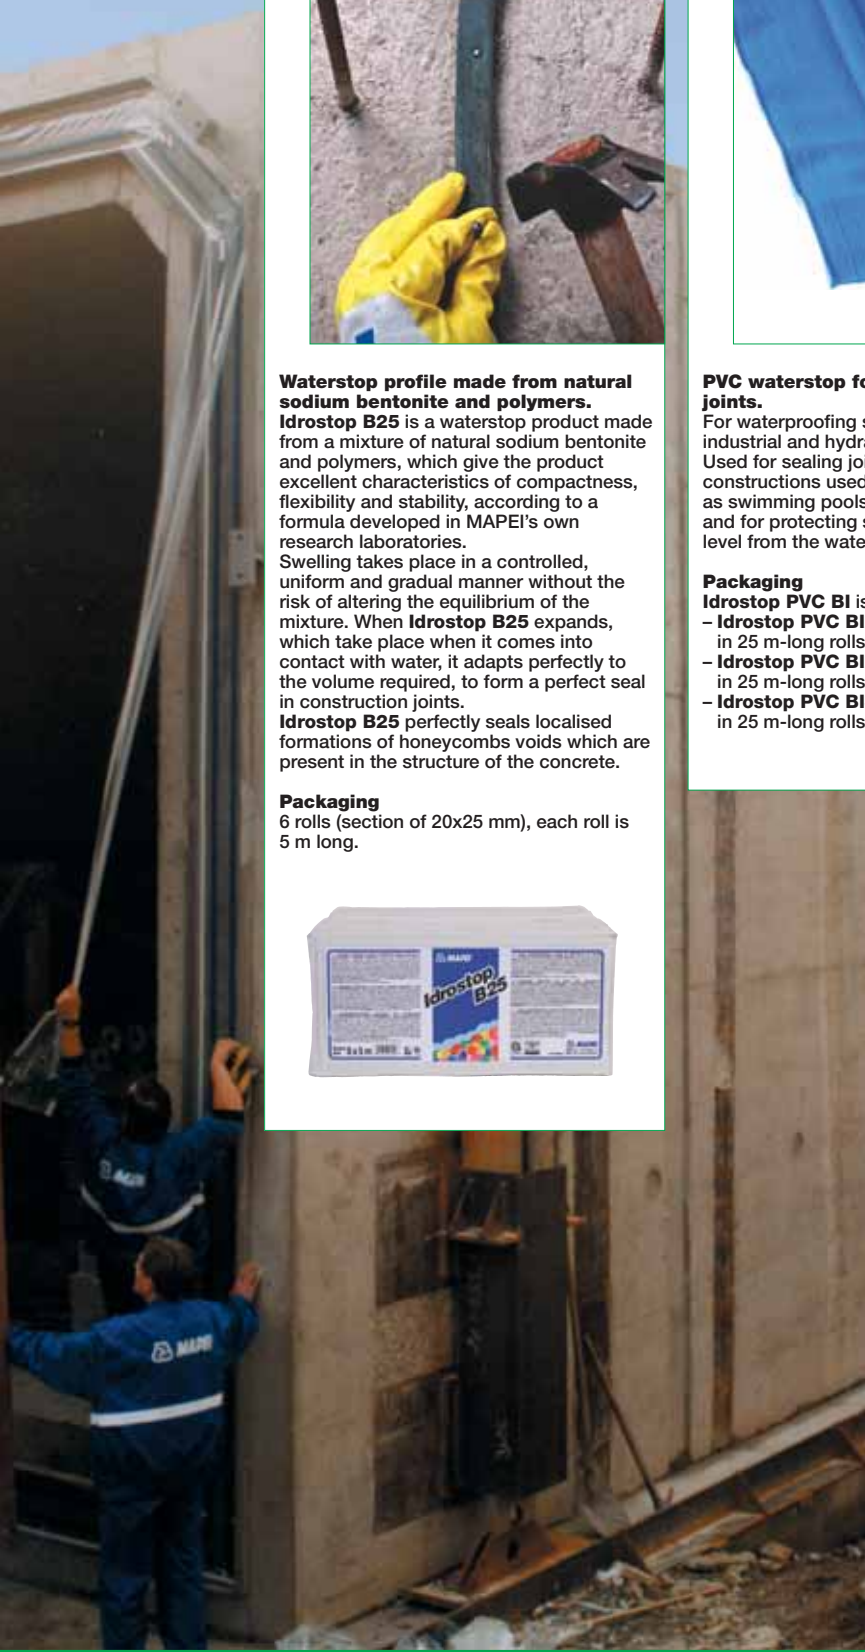 Waterstop profile made from natural
sodium bentonite and polymers.
Idrostop B25 is a waterstop product made
from a mixture of natural sodium bentonite
and polymers, which give the product
excellent characteristics of compactness,
flexibility and stability, according to a
formula developed in MAPEI's own
research laboratories.
Swelling takes place in a controlled,
uniform and gradual manner without the
risk of altering the equilibrium of the
mixture. When Idrostop B25 expands,
which take place when it comes into
contact with water, it adapts perfectly to
the volume required, to form a perfect seal
in construction joints.
Idrostop B25 perfectly seals localised
formations of honeycombs voids which are
present in the structure of the concrete.
Packaging
6 rolls (section of 20x25 mm), each roll is
5 m long.
MAPEI
Idrostop
B25
MAPEI
PVC waterstop fo
joints.
For waterproofing s
industrial and hydra
Used for sealing joi
constructions used
as swimming pools
and for protecting s
level from the wate
Packaging
Idrostop PVC BI is
– Idrostop PVC BI
in 25 m-long rolls
– Idrostop PVC BI
in 25 m-long rolls
– Idrostop PVC BI
in 25 m-long rolls
MAPEI
MAPEI